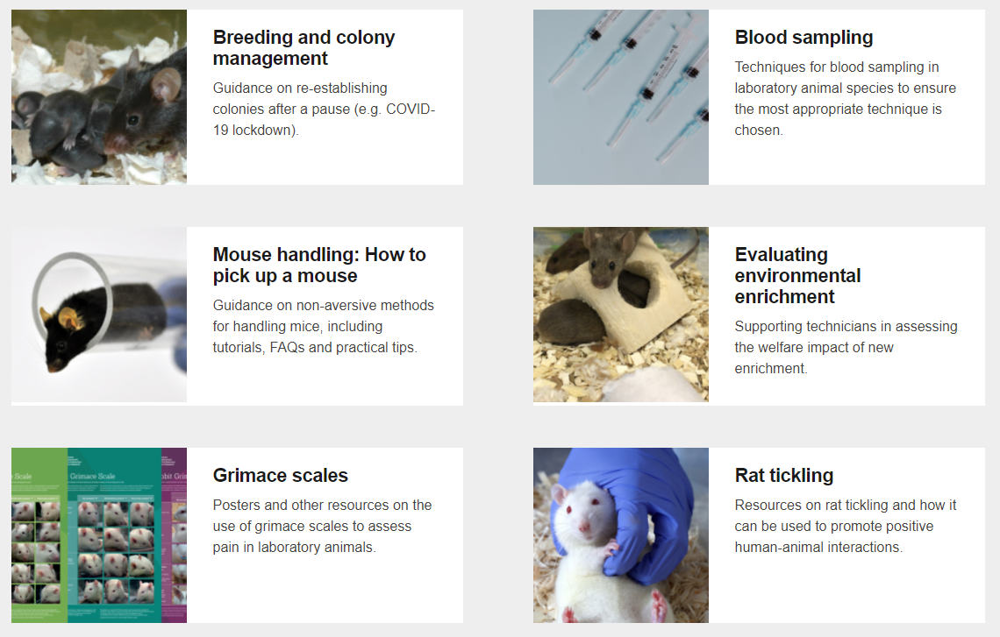 Breeding and colony
management
Guidance on re-establishing
colonies after a pause (e.g. COVID-
19 lockdown).
Blood sampling
Techniques for blood sampling in
laboratory animal species to ensure
the most appropriate technique is
chosen.
Mouse handling: How to
pick up a mouse
Guidance on non-aversive methods
for handling mice, including
tutorials, FAQs and practical tips.
Evaluating
environmental
enrichment
Supporting technicians in assessing
the welfare impact of new
enrichment.
Scale
Grimace Scale
Grimace scales
Posters and other resources on the
use of grimace scales to assess
pain in laboratory animals.
Rat tickling
Resources on rat tickling and how it
can be used to promote positive
human-animal interactions.